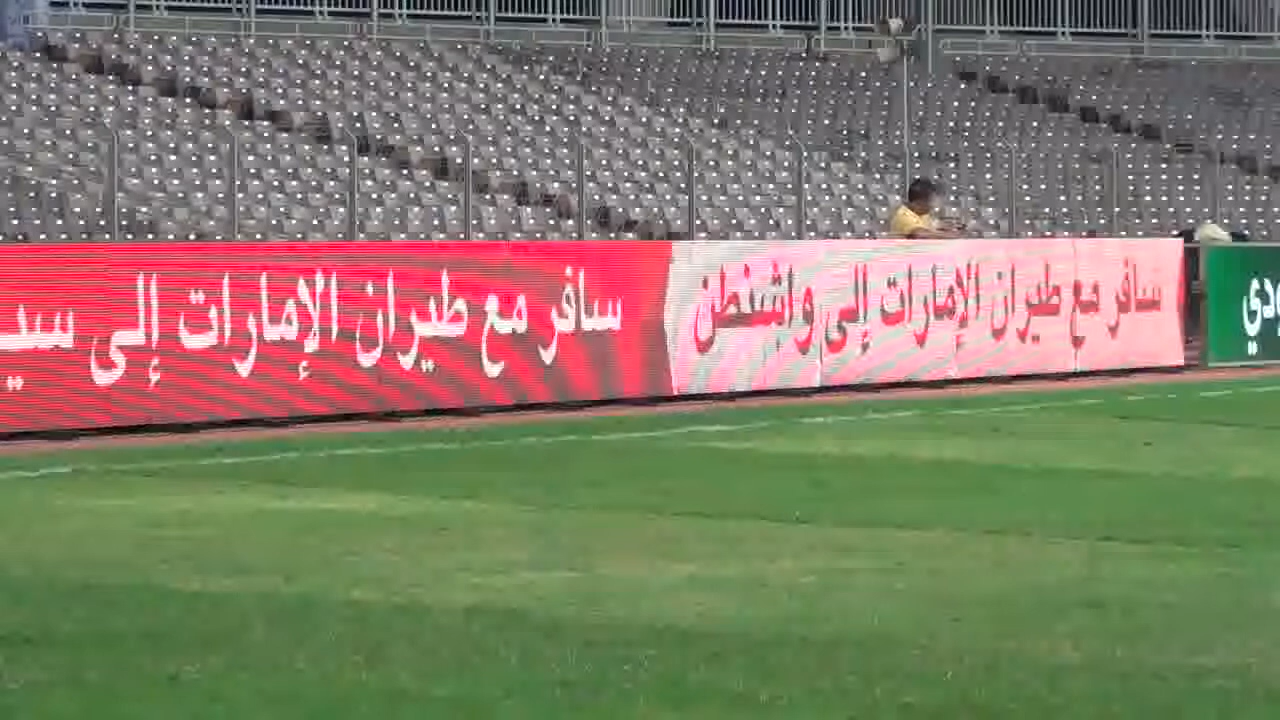 سافر مع طيران الإمارات إلى واشنطن
سافر مع طيران الإمارات إلى